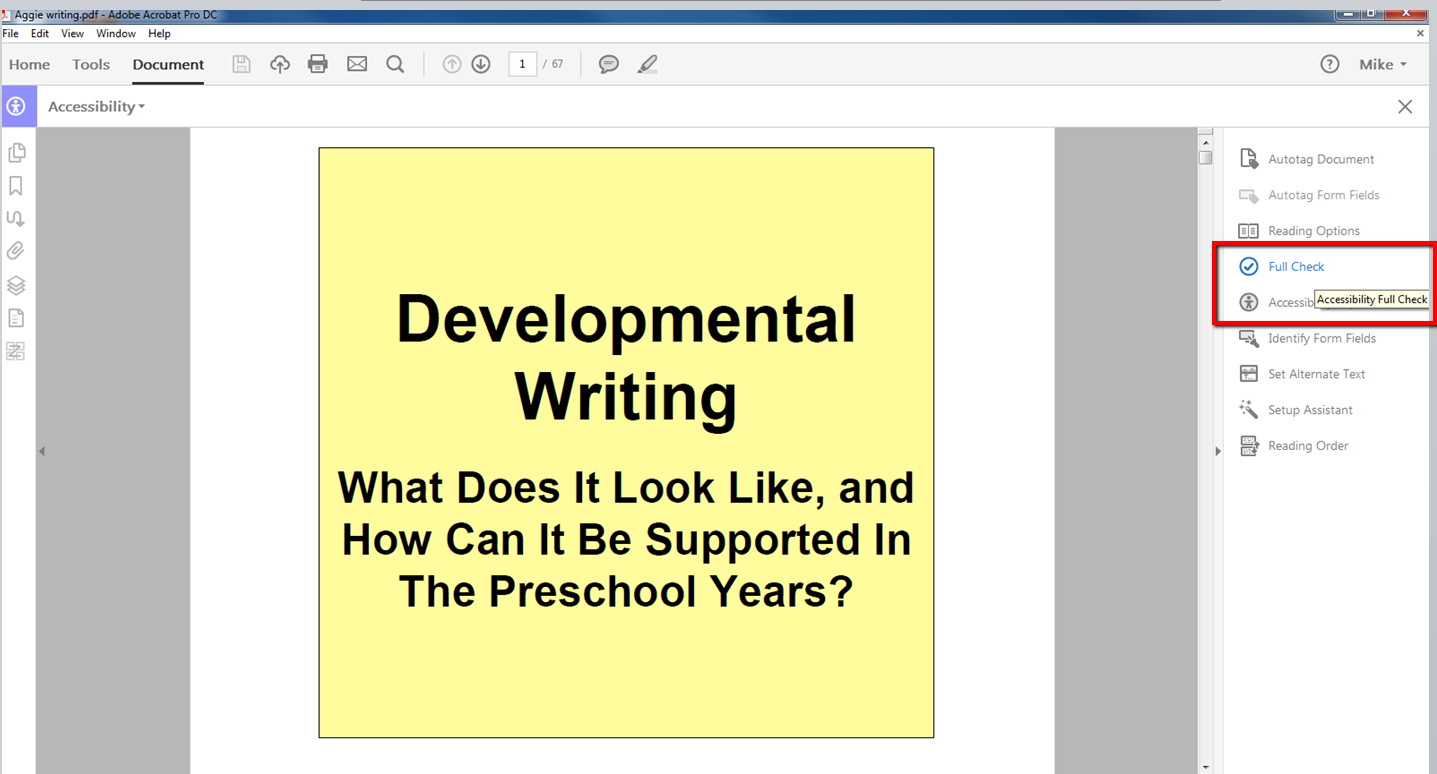 Aggie writing.pdf - Adobe Acrobat Pro DC
File Edit View Window Help
Home Tools Document 1 / 67 Mike
Accessibility
Autotag Document
Autotag Form Fields
Reading Options
Full Check
Accessibility Full Check
Identify Form Fields
Set Alternate Text
Setup Assistant
Reading Order
Developmental
Writing
What Does It Look Like, and
How Can It Be Supported In
The Preschool Years?